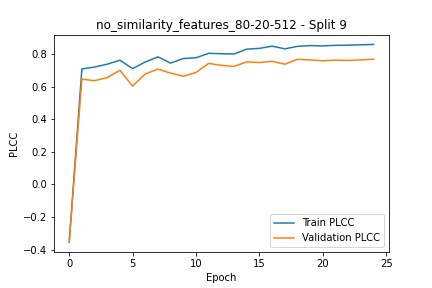 no_similarity_features_80-20-512 - Split 9
PLCC
0.8
0.6
0.4
0.2
0.0
−0.2
−0.4
Train PLCC
Validation PLCC
0 5 10 15 20 25
Epoch